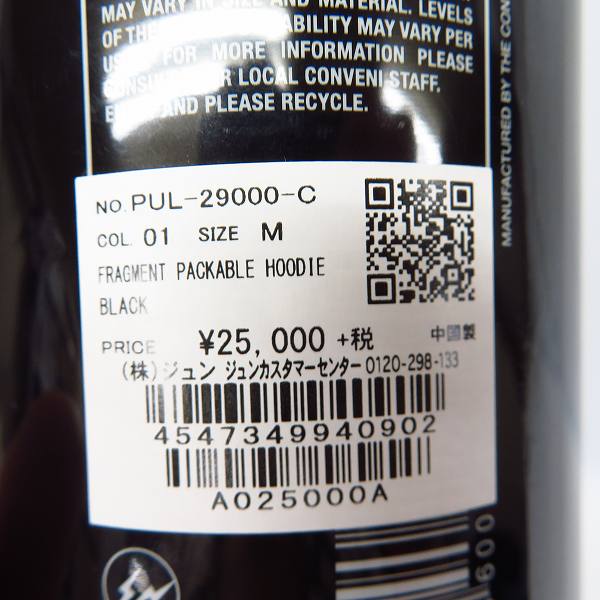 MAY VARY IN SIZE AND MATERIAL. LEVELS
OF THE ABILITY MAY VARY PER
FOR MORE INFORMATION PLEASE
LOCAL CONVENI STAFF.
AND PLEASE RECYCLE.
MANUFACTURED BY THE CON
NO. PUL-29000-C
COL. 01 SIZE M
FRAGMENT PACKABLE HOODIE
BLACK
PRICE ¥25,000 +税 中国製
(株)ジュン ジュンカスタマーセンター 0120-298-133
4547349940902
A025000A
600